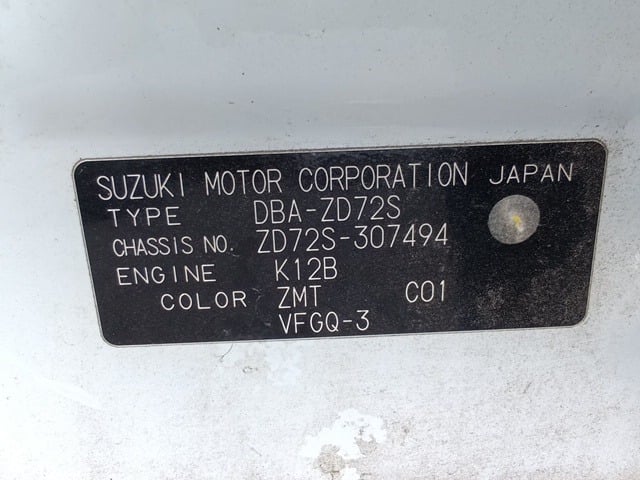 SUZUKI MOTOR CORPORATION JAPAN
TYPE DBA-ZD72S
CHASSIS NO. ZD72S-307494
ENGINE K12B
COLOR ZMT C01
VFGQ-3